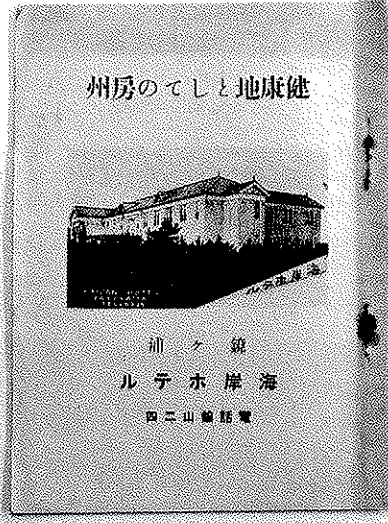 健康地としての房州
海岸ホテル
鏡ヶ浦
海岸ホテル
電話館山二四